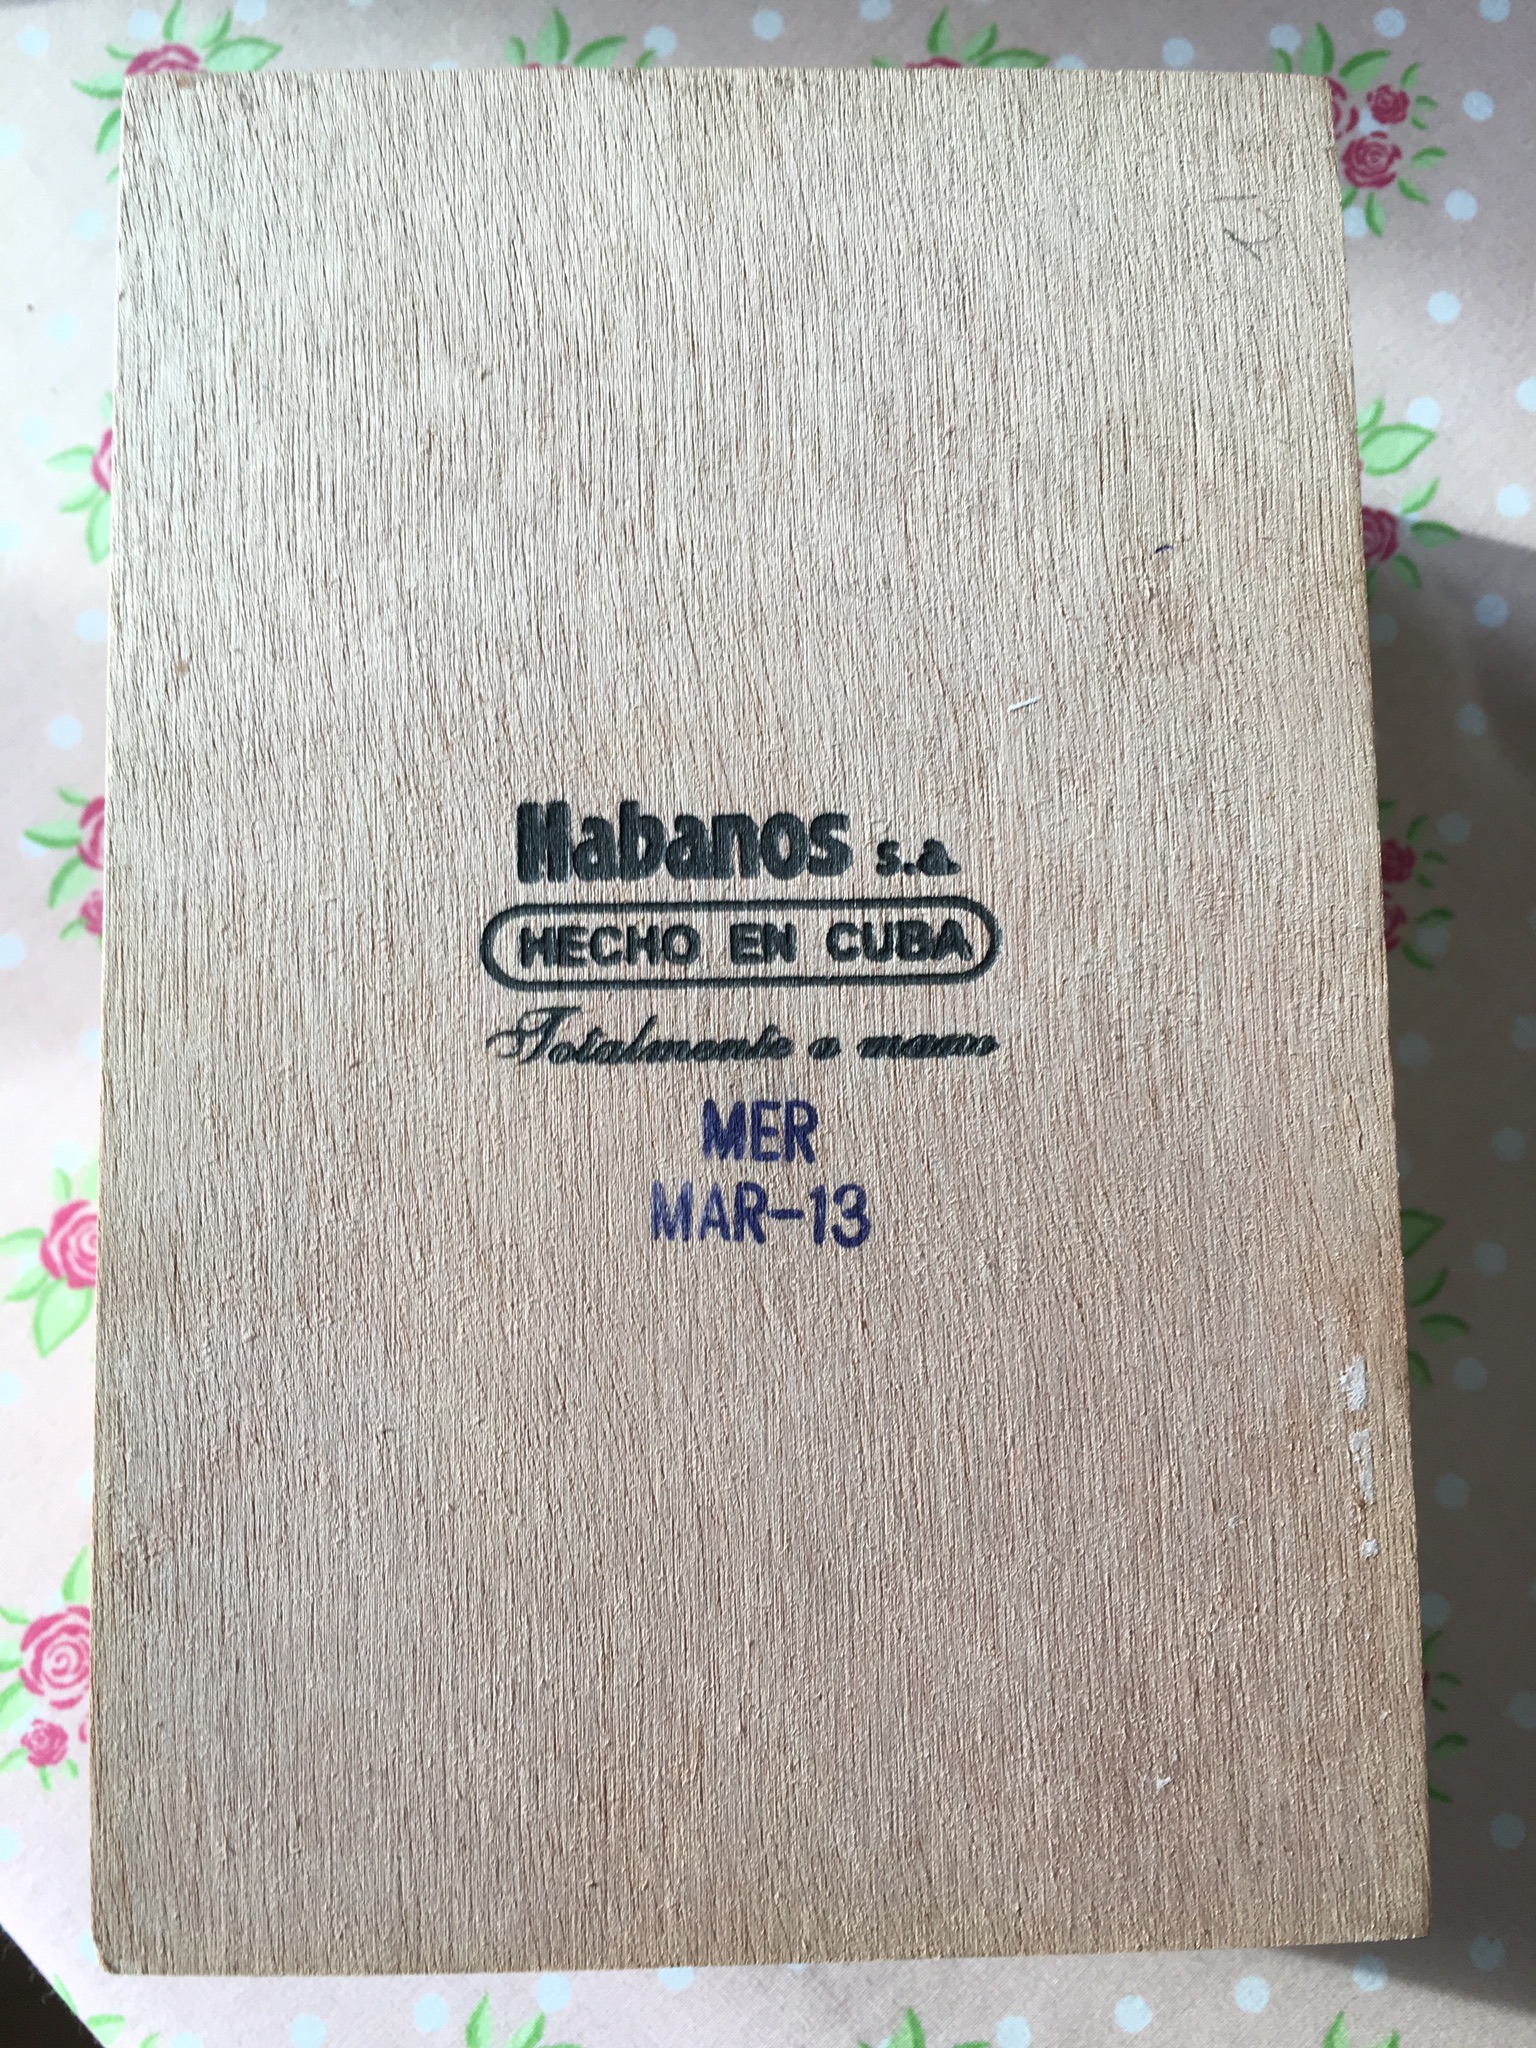 Habanos s.a.
HECHO EN CUBA
Totalmente a mano
MER
MAR-13